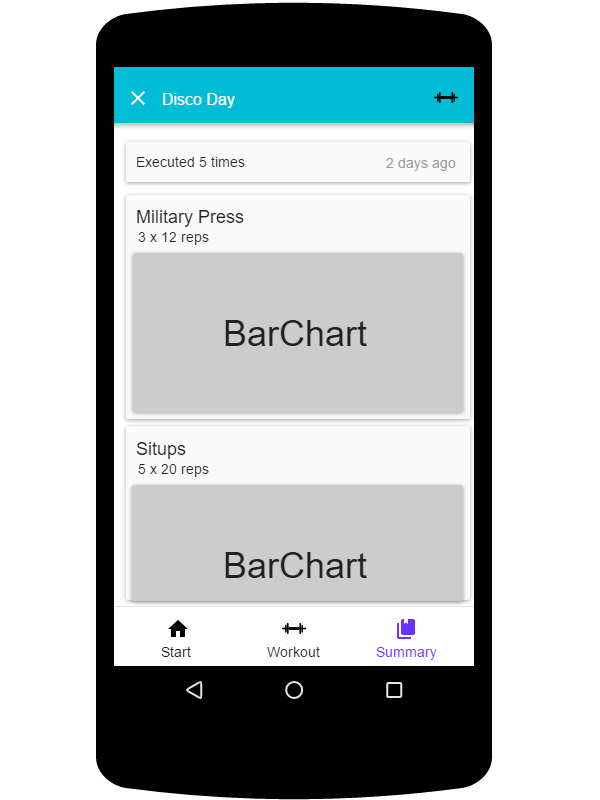 Disco Day
Executed 5 times 2 days ago
Military Press
3 x 12 reps
BarChart
Situps
5 x 20 reps
BarChart
Start Workout Summary